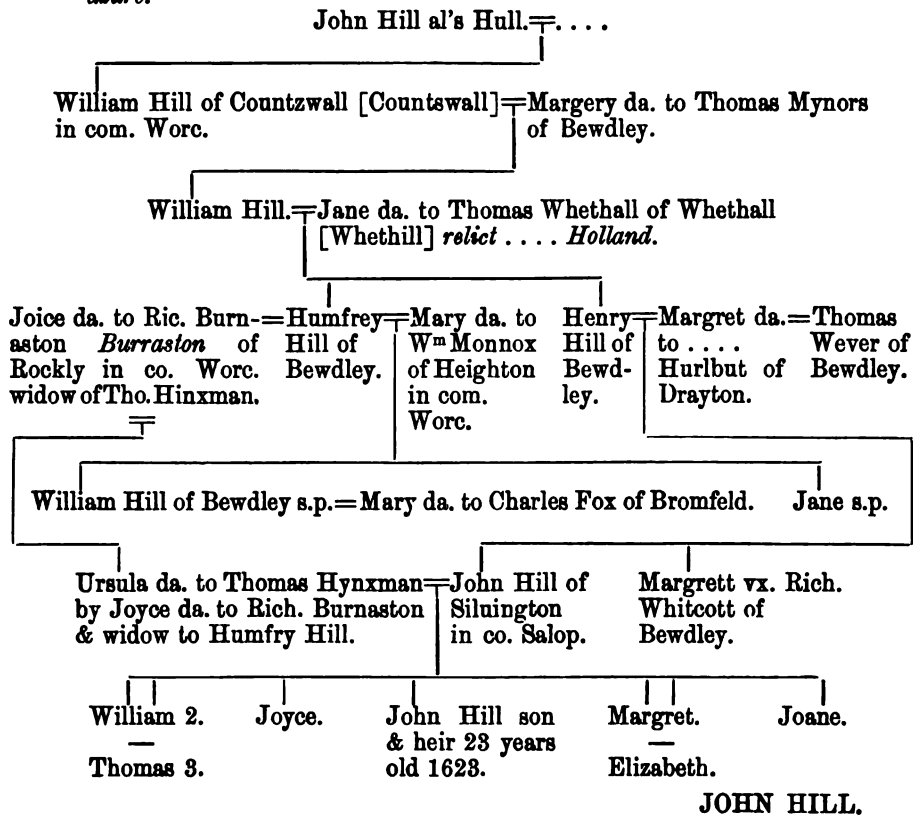 John Hill al's Hull.=. . . .
William Hill of Countzwall [Countswall]=Margery da. to Thomas Mynors
in com. Worc.
of Bewdley.
William Hill.=Jane da. to Thomas Whethall of Whethall
[Whethill] relict . . . . Holland.
Joice da. to Ric. Burn-
aston Burraston of
Rockly in co. Worc.
widow of Tho. Hinxman.
=Humfrey=
Hill of
Bewdley.
Mary da. to
Wm Monnox
of Heighton
in com.
Worc.
Henry=
Hill of
Bewd-
ley.
Margret da.=
to . . . .
Hurlbut of
Drayton.
Thomas
Wever of
Bewdley.
=
William Hill of Bewdley s.p.=Mary da. to Charles Fox of Bromfeld.
Jane s.p.
Ursula da. to Thomas Hynxman=
by Joyce da. to Rich. Burnaston
& widow to Humfry Hill.
John Hill of
Siluington
in co. Salop.
Margrett vx. Rich.
Whitcott of
Bewdley.
William 2.
—
Thomas 3.
Joyce.
John Hill son
& heir 23 years
old 1623.
Margret.
—
Elizabeth.
Joane.
JOHN HILL.